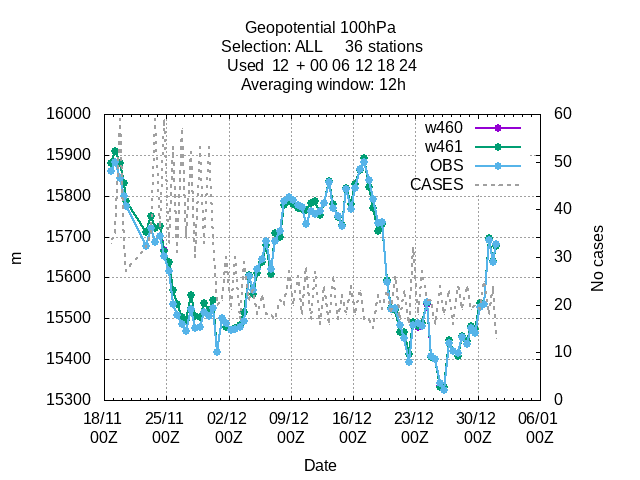 Geopotential 100hPa
Selection: ALL 36 stations
Used 12 + 00 06 12 18 24
Averaging window: 12h
w460
w461
OBS
CASES
16000
15900
15800
15700
15600
15500
15400
15300
m
60
50
40
30
20
10
0
No cases
18/11 25/11 02/12 09/12 16/12 23/12 30/12 06/01
00Z 00Z 00Z 00Z 00Z 00Z 00Z 00Z
Date